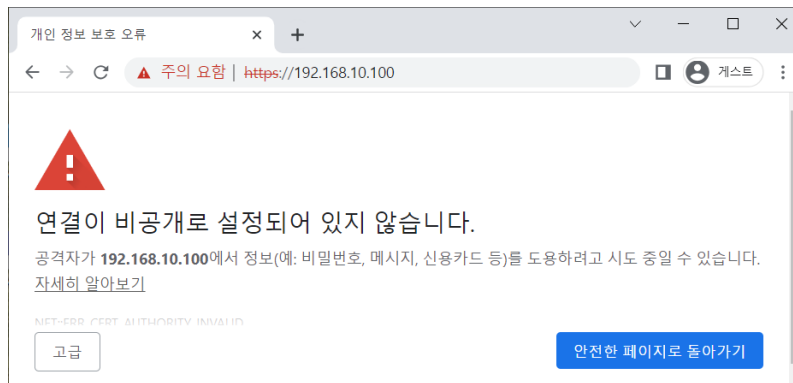 개인 정보 보호 오류
주의 요함 | https://192.168.10.100
게스트
연결이 비공개로 설정되어 있지 않습니다.
공격자가 192.168.10.100에서 정보(예: 비밀번호, 메시지, 신용카드 등)를 도용하려고 시도 중일 수 있습니다.
자세히 알아보기
NET::ERR_CERT_AUTHORITY_INVALID
고급
안전한 페이지로 돌아가기